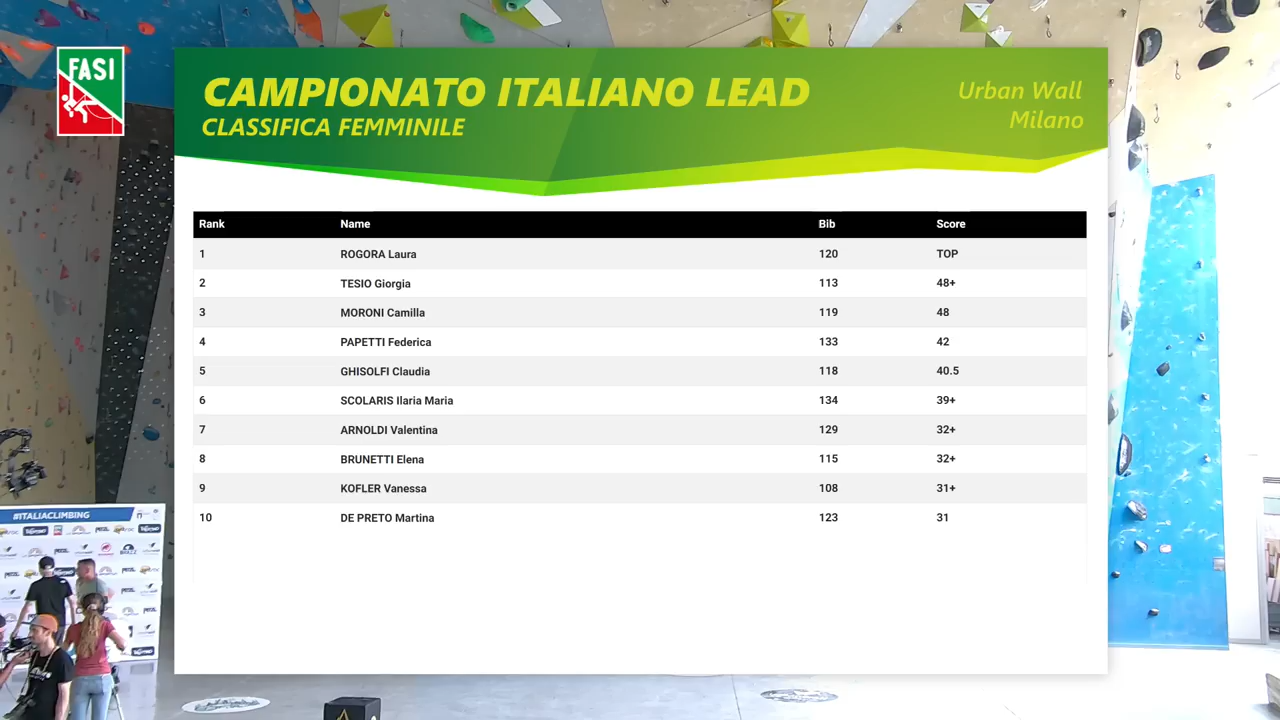 FASI
CAMPIONATO ITALIANO LEAD
CLASSIFICA FEMMINILE
Urban Wall
Milano
Rank Name Bib Score
1 ROGORA Laura 120 TOP
2 TESIO Giorgia 113 48+
3 MORONI Camilla 119 48
4 PAPETTI Federica 133 42
5 GHISOLFI Claudia 118 40.5
6 SCOLARIS Ilaria Maria 134 39+
7 ARNOLDI Valentina 129 32+
8 BRUNETTI Elena 115 32+
9 KOFLER Vanessa 108 31+
10 DE PRETO Martina 123 31
#ITALIACLIMBING